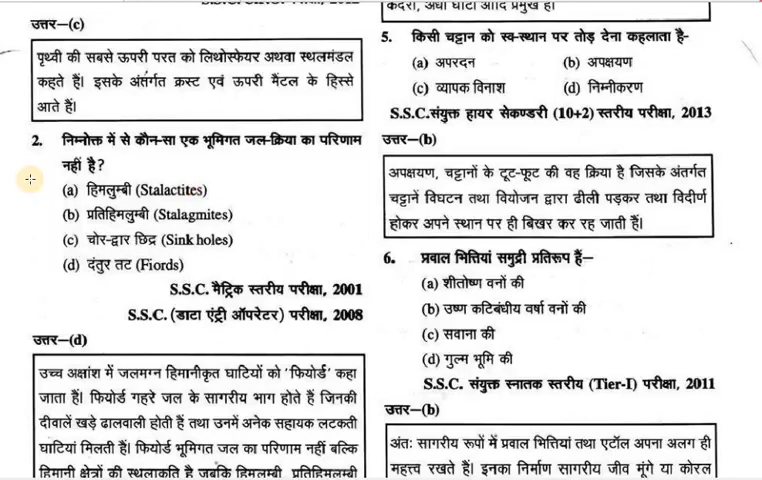 उत्तर–(c)
पृथ्वी की सबसे ऊपरी परत को लिथोस्फेयर अथवा स्थलमंडल
कहते हैं। इसके अंतर्गत क्रस्ट एवं ऊपरी मैंटल के हिस्से
आते हैं।
2. निम्नोक्त में से कौन-सा एक भूमिगत जल-क्रिया का परिणाम
नहीं है?
(a) हिमलुम्बी (Stalactites)
(b) प्रतिहिमलुम्बी (Stalagmites)
(c) चोर-द्वार छिद्र (Sink holes)
(d) दंतुर तट (Fiords)
S.S.C. मैट्रिक स्तरीय परीक्षा, 2001
S.S.C. (डाटा एंट्री ऑपरेटर) परीक्षा, 2008
उत्तर–(d)
उच्च अक्षांश में जलमग्न हिमानीकृत घाटियों को 'फियोर्ड' कहा
जाता हैं। फियोर्ड गहरे जल के सागरीय भाग होते हैं जिनकी
दीवालें खड़े ढालवाली होती हैं तथा उनमें अनेक सहायक लटकती
घाटियां मिलती हैं। फियोर्ड भूमिगत जल का परिणाम नहीं बल्कि
हिमानी क्षेत्रों की स्थलाकृति है जबकि हिमलम्बी, प्रतिहिमलम्बी
कंदरा, अंधी घाटी आदि प्रमुख हैं।
5. किसी चट्टान को स्व-स्थान पर तोड़ देना कहलाता है-
(a) अपरदन (b) अपक्षयण
(c) व्यापक विनाश (d) निम्नीकरण
S.S.C.संयुक्त हायर सेकण्डरी (10+2) स्तरीय परीक्षा, 2013
उत्तर–(b)
अपक्षयण, चट्टानों के टूट-फूट की वह क्रिया है जिसके अंतर्गत
चट्टानें विघटन तथा वियोजन द्वारा ढीली पड़कर तथा विदीर्ण
होकर अपने स्थान पर ही बिखर कर रह जाती हैं।
6. प्रवाल भित्तियां समुद्री प्रतिरूप हैं–
(a) शीतोष्ण वनों की
(b) उष्ण कटिबंधीय वर्षा वनों की
(c) सवाना की
(d) गुल्म भूमि की
S.S.C. संयुक्त स्नातक स्तरीय (Tier-I) परीक्षा, 2011
उत्तर–(b)
अंत: सागरीय रूपों में प्रवाल भित्तियां तथा एटॉल अपना अलग ही
महत्त्व रखते हैं। इनका निर्माण सागरीय जीव मूंगे या कोरल